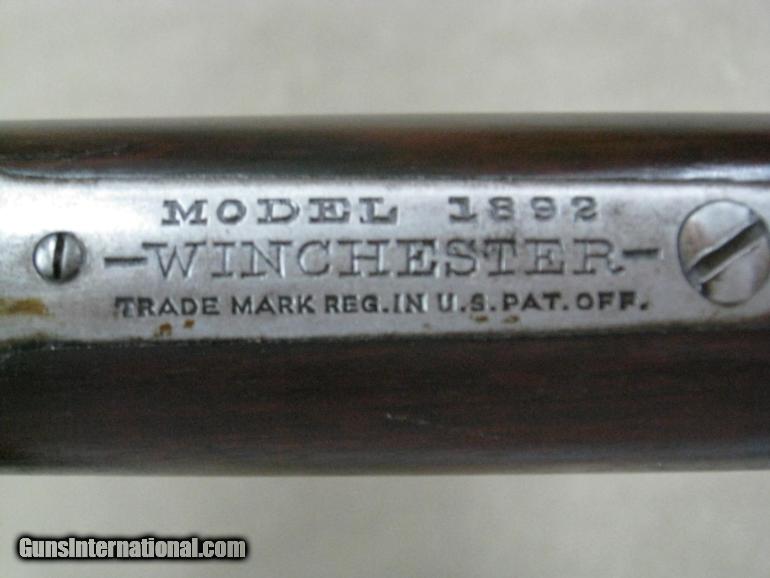 MODEL 1892
-WINCHESTER-
TRADE MARK REG.IN U.S.PAT.OFF.
GunsInternational.com